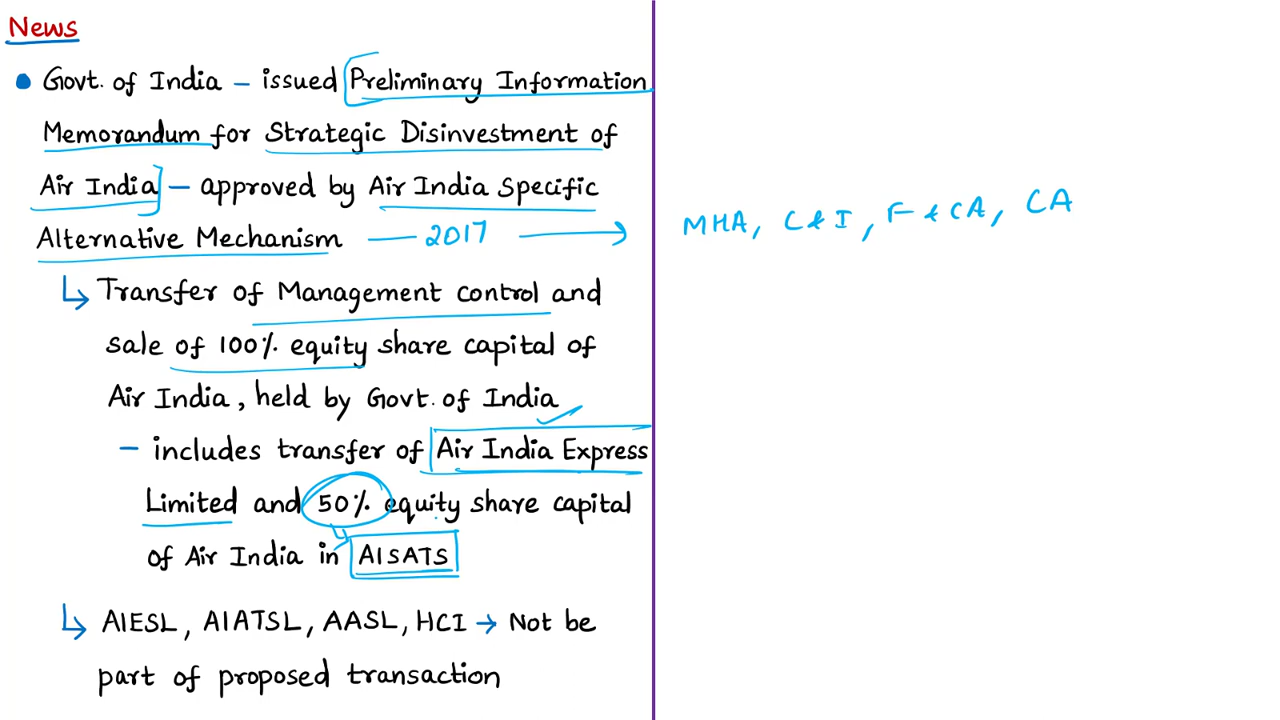 News
Govt. of India – issued Preliminary Information
Memorandum for Strategic Disinvestment of
Air India – approved by Air India Specific
Alternative Mechanism — 2017
MHA, C & I, F & CA, CA
Transfer of Management control and
sale of 100% equity share capital of
Air India, held by Govt. of India
– includes transfer of Air India Express
Limited and 50% equity share capital
of Air India in AISATS
AIESL, AIATSL, AASL, HCI → Not be
part of proposed transaction